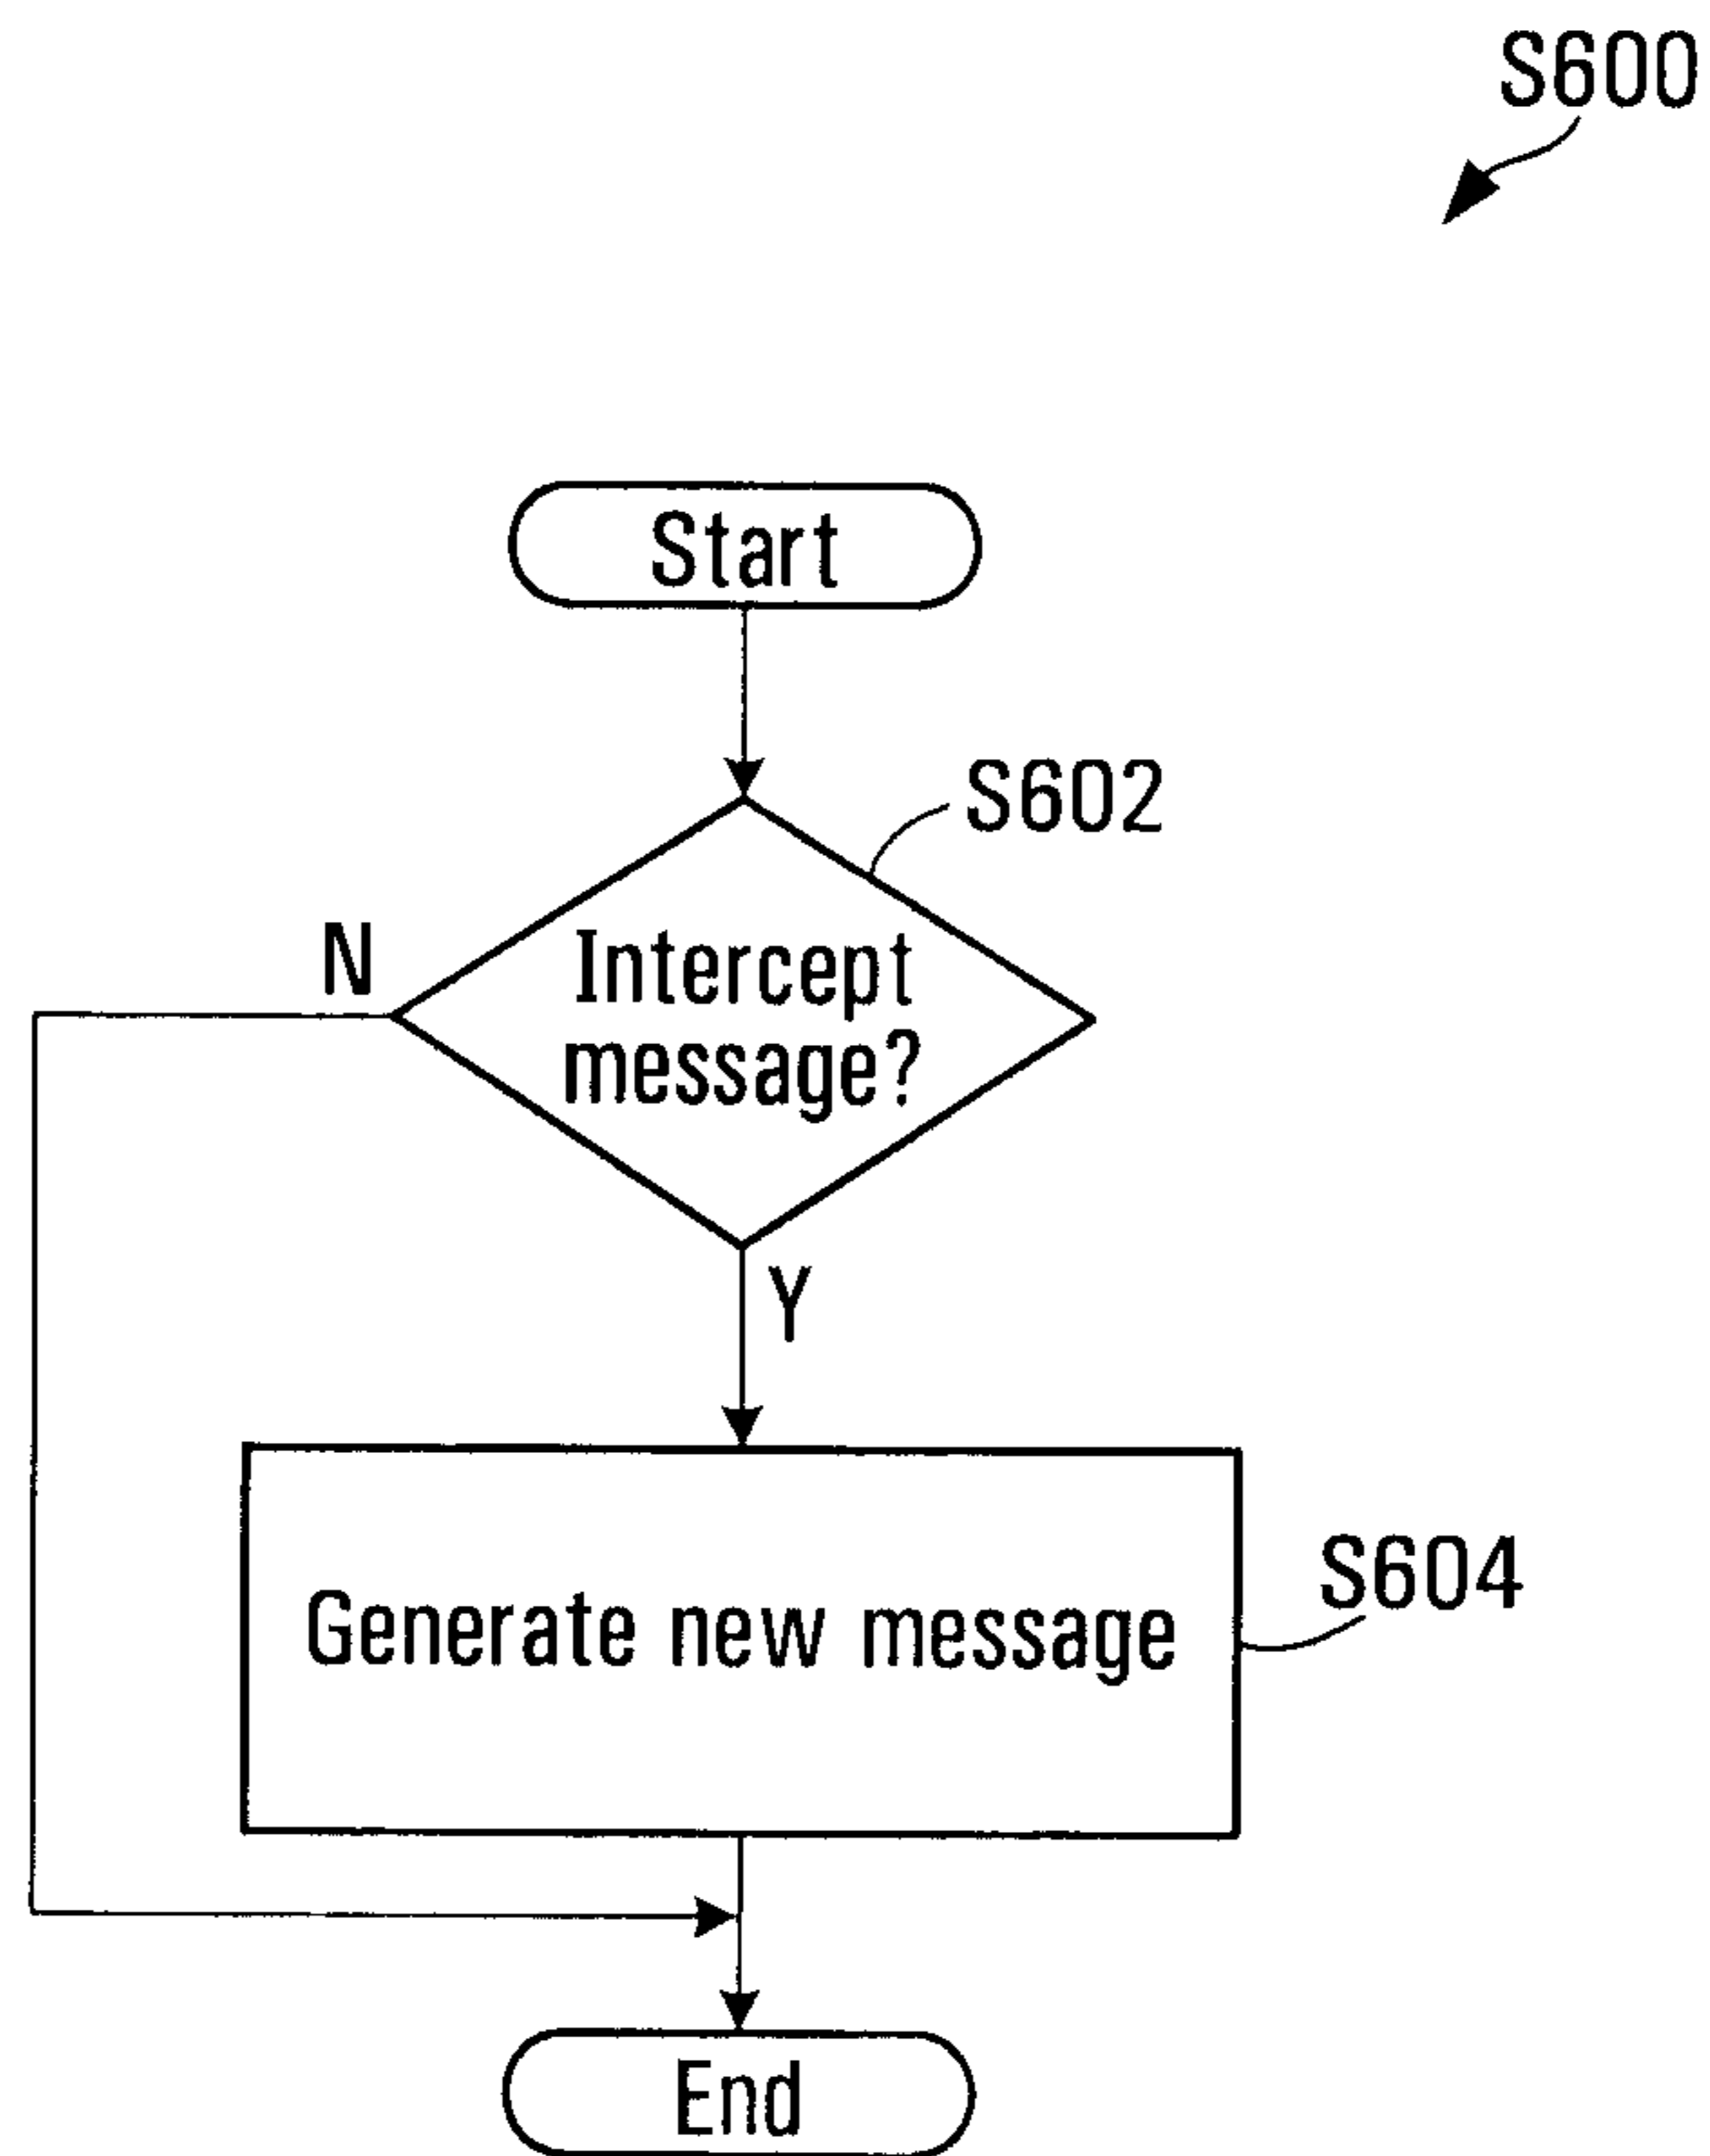 S600
Start
S602
N
Intercept
message?
Y
S604
Generate new message
End